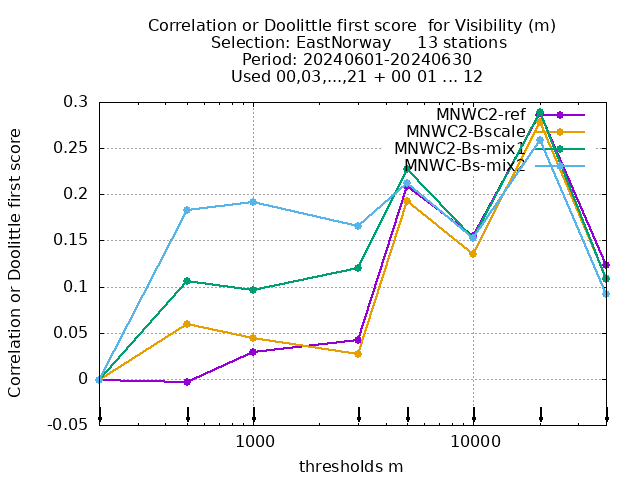 Correlation or Doolittle first score  for Visibility (m)
Selection: EastNorway     13 stations
Period: 20240601-20240630
Used 00,03,...,21 + 00 01 ... 12
Correlation or Doolittle first score
0.3
0.25
0.2
0.15
0.1
0.05
0
-0.05
MNWC2-ref
MNWC2-Bscale
MNWC2-Bs-mix1
MNWC-Bs-mix2
1000
10000
thresholds m